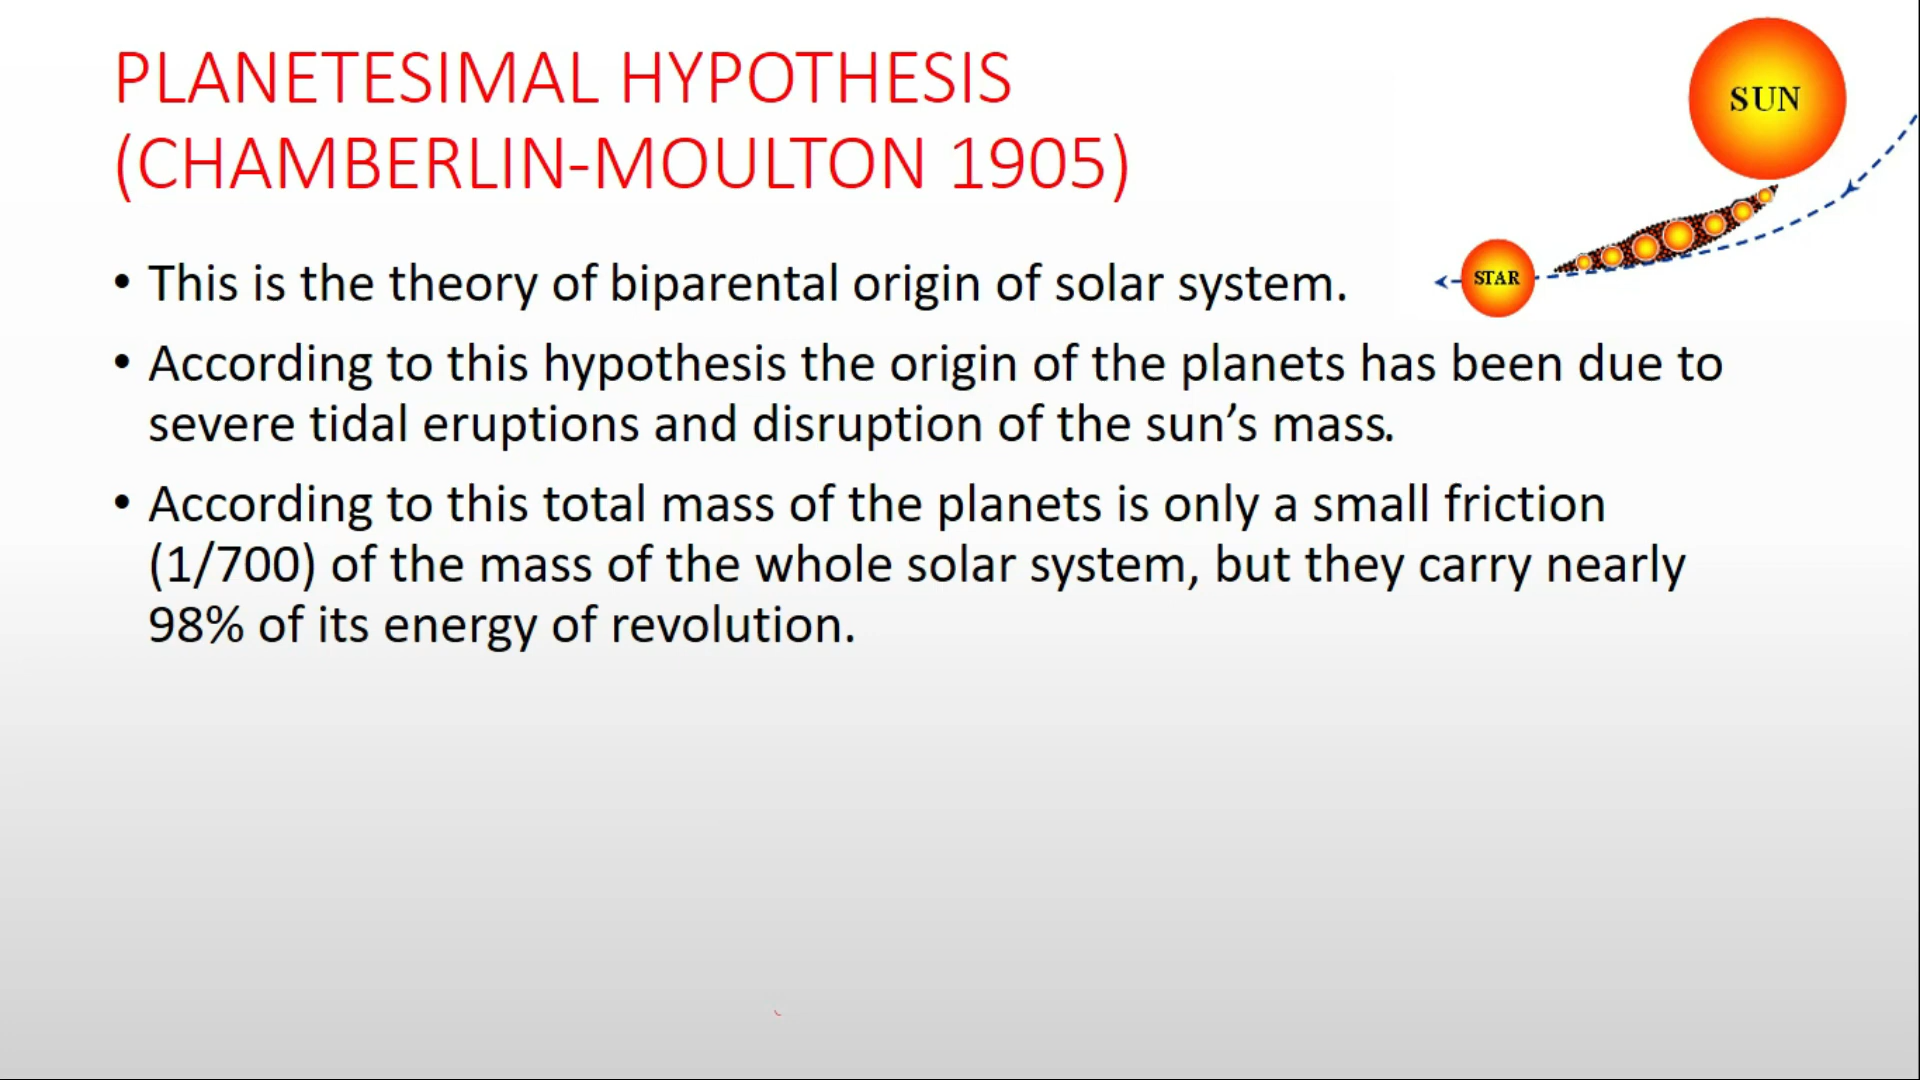 PLANETESIMAL HYPOTHESIS
(CHAMBERLIN-MOULTON 1905)
SUN
STAR
• This is the theory of biparental origin of solar system.
• According to this hypothesis the origin of the planets has been due to
severe tidal eruptions and disruption of the sun’s mass.
• According to this total mass of the planets is only a small friction
(1/700) of the mass of the whole solar system, but they carry nearly
98% of its energy of revolution.